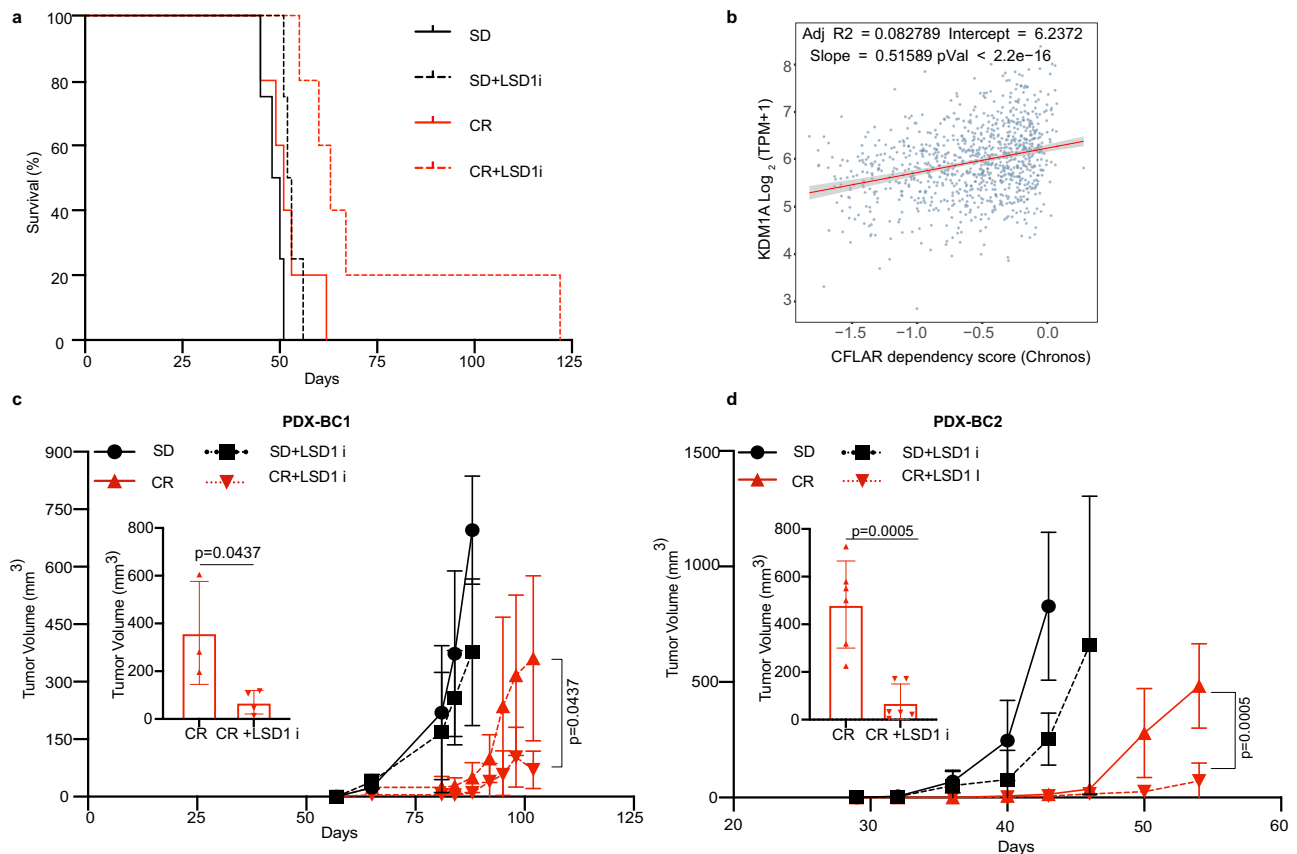 a
100
80
60
40
20
0
Survival (%)
0
25
50
75
100
125
Days
SD
SD+LSD1i
CR
CR+LSD1i
b
Adj R2 = 0.082789 Intercept = 6.2372
Slope = 0.51589 pVal < 2.2e−16
8
7
6
5
4
3
KDM1A Log 2 (TPM+1)
−1.5
−1.0
−0.5
0.0
CFLAR dependency score (Chronos)
c
PDX-BC1
SD
SD+LSD1 i
CR
CR+LSD1 i
900
750
600
450
300
150
0
Tumor Volume (mm3)
0
25
50
75
100
125
Days
p=0.0437
800
600
400
200
0
Tumor Volume (mm3)
p=0.0437
CR
CR +LSD1 i
d
PDX-BC2
SD
SD+LSD1 i
CR
CR+LSD1 I
1500
1000
500
0
Tumor Volume (mm3)
20
30
40
50
60
Days
p=0.0005
800
600
400
200
0
Tumor Volume (mm3)
p=0.0005
CR
CR +LSD1 i